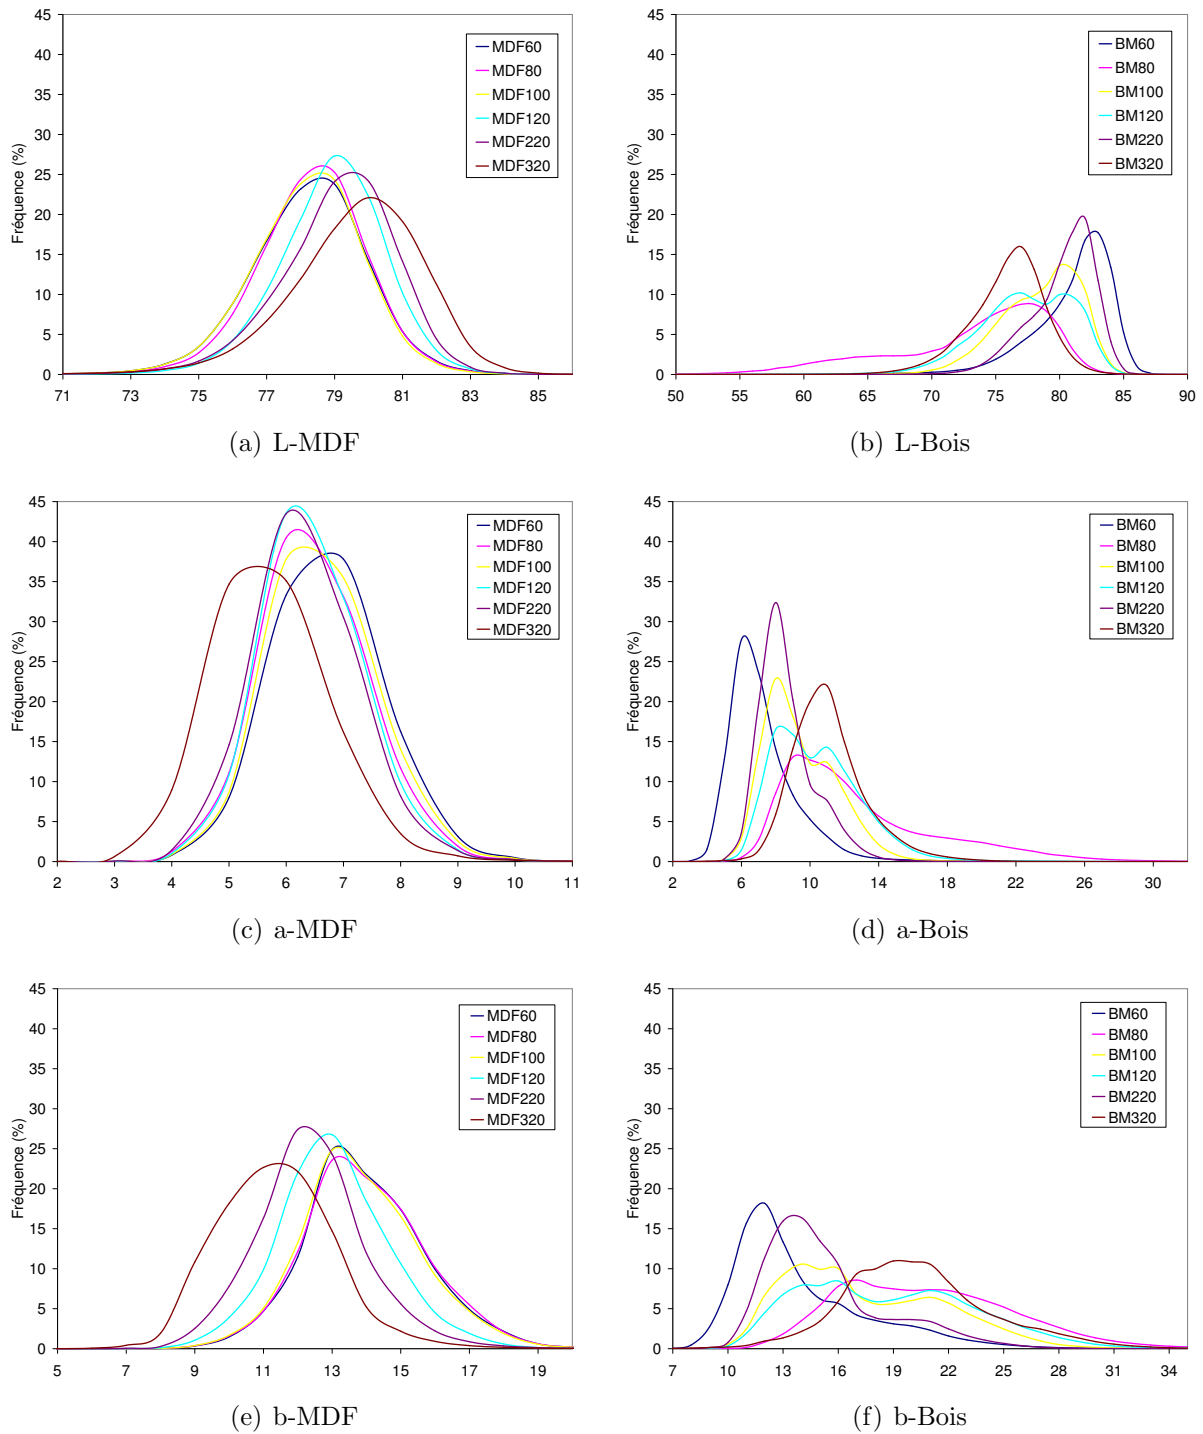 45
40
35
30
25
20
15
10
5
0
Fréquence (%)
71 73 75 77 79 81 83 85
MDF60
MDF80
MDF100
MDF120
MDF220
MDF320
(a) L-MDF
45
40
35
30
25
20
15
10
5
0
Fréquence (%)
50 55 60 65 70 75 80 85 90
BM60
BM80
BM100
BM120
BM220
BM320
(b) L-Bois
45
40
35
30
25
20
15
10
5
0
Fréquence (%)
2 3 4 5 6 7 8 9 10 11
MDF60
MDF80
MDF100
MDF120
MDF220
MDF320
(c) a-MDF
45
40
35
30
25
20
15
10
5
0
Fréquence (%)
2 6 10 14 18 22 26 30
BM60
BM80
BM100
BM120
BM220
BM320
(d) a-Bois
45
40
35
30
25
20
15
10
5
0
Fréquence (%)
5 7 9 11 13 15 17 19
MDF60
MDF80
MDF100
MDF120
MDF220
MDF320
(e) b-MDF
45
40
35
30
25
20
15
10
5
0
Fréquence (%)
7 10 13 16 19 22 25 28 31 34
BM60
BM80
BM100
BM120
BM220
BM320
(f) b-Bois